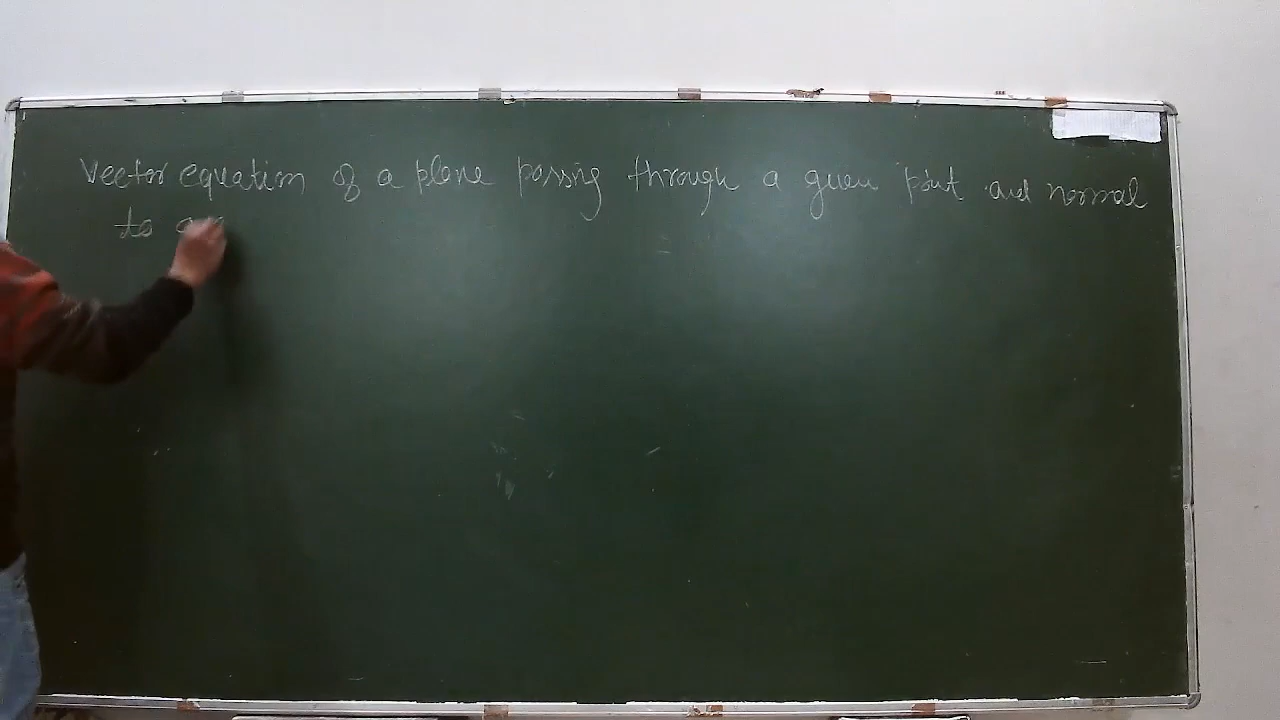 Vector equation of a plane passing through a given point and normal
to a